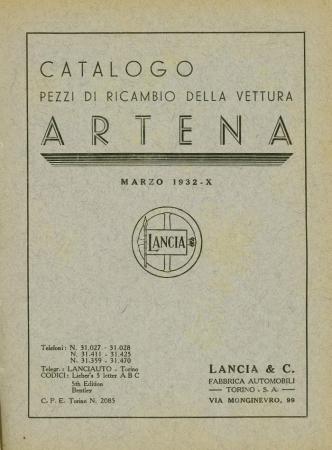 CATALOGO
PEZZI DI RICAMBIO DELLA VETTURA
ARTENA
MARZO 1932-X
LANCIA
Telefoni: N. 31.027 - 31.028
N. 31.411 - 31.425
N. 31.359 - 31.470
Telegr.: LANCIAUTO - Torino
CODICI: Lieber's 5 letter A B C
5th Edition
Bentley
C. P. E. Torino N. 2085
LANCIA & C.
FABBRICA AUTOMOBILI
TORINO - S. A.
VIA MONGINEVRO, 99